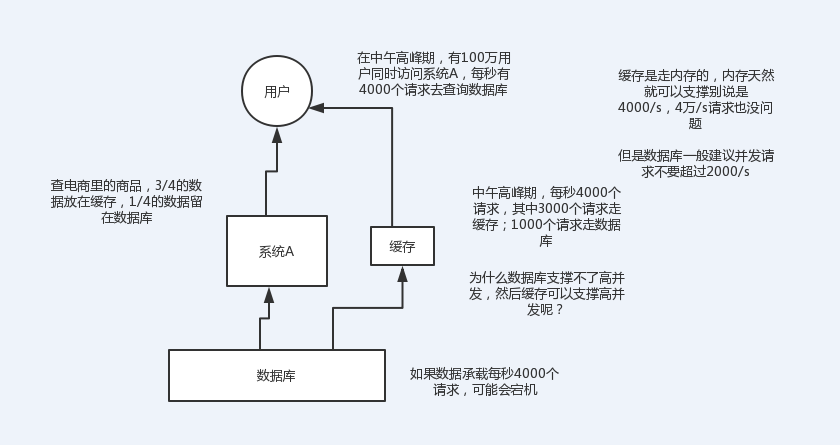 在中午高峰期，有100万用
户同时访问系统A，每秒有
4000个请求去查询数据库
用户
缓存是走内存的，内存天然
就可以支撑别说是
4000/s，4万/s请求也没问
题
但是数据库一般建议并发请
求不要超过2000/s
查电商里的商品，3/4的数
据放在缓存，1/4的数据留
在数据库
中午高峰期，每秒4000个
请求，其中3000个请求走
缓存；1000个请求走数据
库
系统A
缓存
为什么数据库支撑不了高并
发，然后缓存可以支撑高并
发呢？
数据库
如果数据承载每秒4000个
请求，可能会宕机